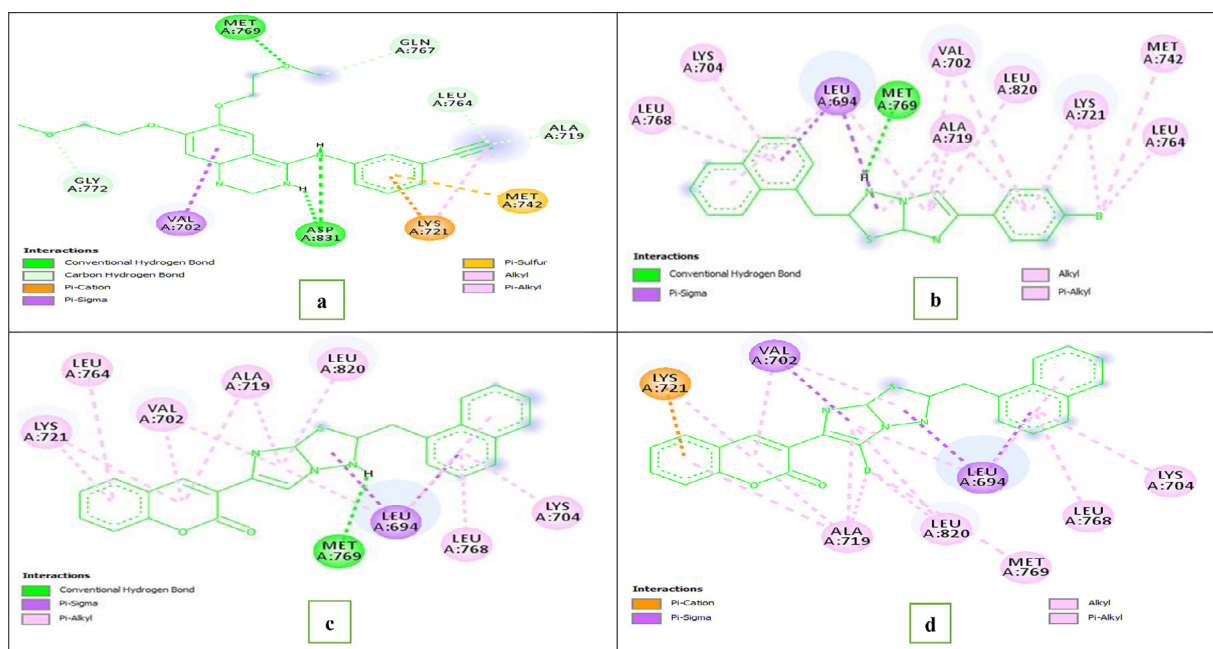 MET
A:769
GLN
A:767
LEU
A:764
ALA
A:719
GLY
A:772
VAL
A:702
ASP
A:831
LYS
A:721
MET
A:742
O
O
O
O
H
N
N
N
H
Interactions
Conventional Hydrogen Bond
Carbon Hydrogen Bond
Pi-Cation
Pi-Sigma
Pi-Sulfur
Alkyl
Pi-Alkyl
a
LYS
A:704
LEU
A:768
LEU
A:694
MET
A:769
VAL
A:702
ALA
A:719
LEU
A:820
LYS
A:721
MET
A:742
LEU
A:764
H
N
N
S
N
B
Interactions
Conventional Hydrogen Bond
Pi-Sigma
Alkyl
Pi-Alkyl
b
LEU
A:764
ALA
A:719
LEU
A:820
VAL
A:702
LYS
A:721
LEU
A:694
MET
A:769
LEU
A:768
LYS
A:704
S
N
N
N
H
O
O
Interactions
Conventional Hydrogen Bond
Pi-Sigma
Pi-Alkyl
c
VAL
A:702
LYS
A:721
LEU
A:694
LYS
A:704
LEU
A:768
ALA
A:719
LEU
A:820
MET
A:769
S
N
N
N
O
O
B
Interactions
Pi-Cation
Pi-Sigma
Alkyl
Pi-Alkyl
d